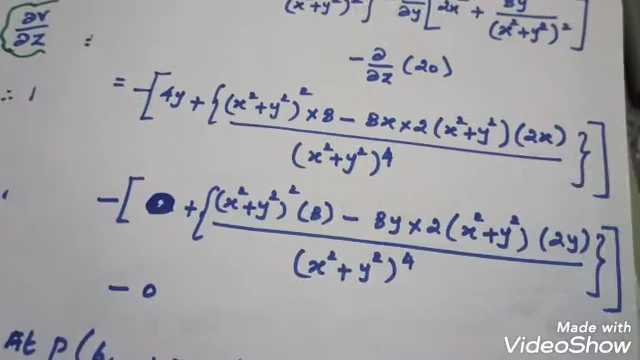 (x+y²)² ] ∂y [ 2x + 8y / (x²+y²)² ]
∂v/∂z :
- ∂/∂z (20)
∴ = -[ 4y + { (x²+y²)² × 8 - 8x × 2 (x²+y²) (2x) / (x²+y²)⁴ } ]
-[ 0 + { (x²+y²)² (8) - 8y × 2 (x²+y²) (2y) / (x²+y²)⁴ } ]
- 0
At P(
Made with
VideoShow